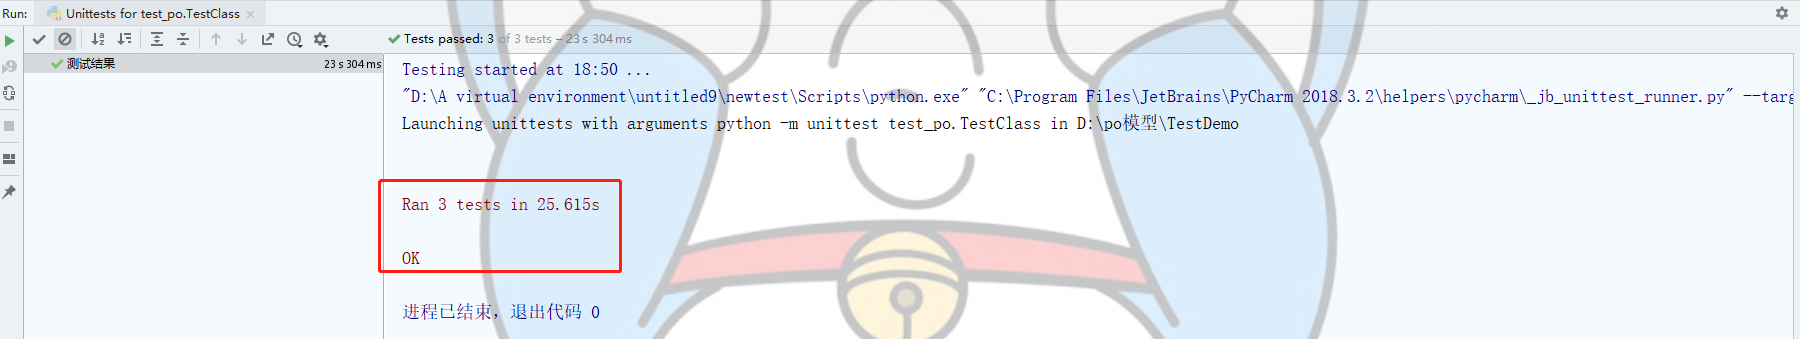 Run: Unittests for test_po.TestClass
Tests passed: 3 of 3 tests – 23 s 304 ms
测试结果 23 s 304 ms
Testing started at 18:50 ...
"D:\A virtual environment\untitled9\newtest\Scripts\python.exe" "C:\Program Files\JetBrains\PyCharm 2018.3.2\helpers\pycharm\_jb_unittest_runner.py" --targ
Launching unittests with arguments python -m unittest test_po.TestClass in D:\po模型\TestDemo
Ran 3 tests in 25.615s
OK
进程已结束，退出代码 0